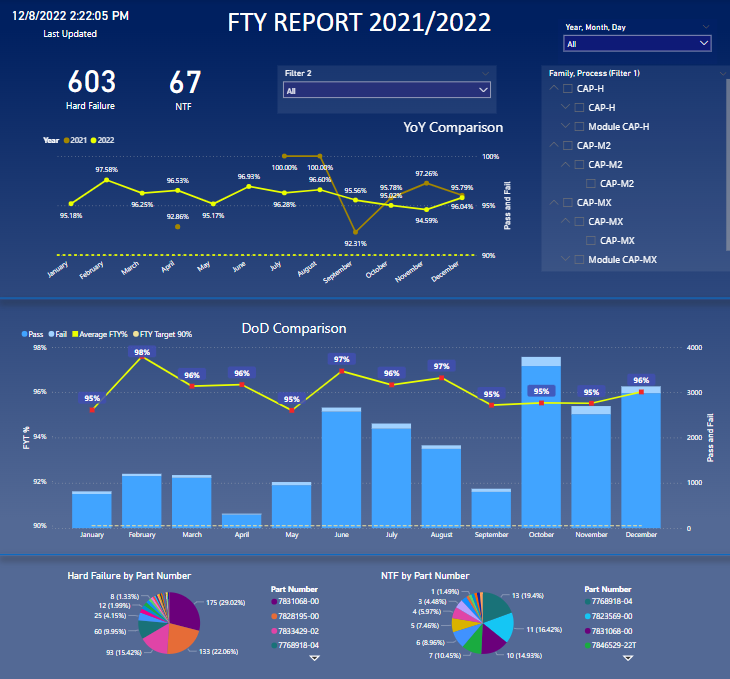 12/8/2022 2:22:05 PM
Last Updated
FTY REPORT 2021/2022
Year, Month, Day
All
603
Hard Failure
67
NTF
Filter 2
All
Family, Process (Filter 1)
CAP-H
CAP-H
Module CAP-H
CAP-M2
CAP-M2
CAP-M2
CAP-MX
CAP-MX
CAP-MX
Module CAP-MX
YoY Comparison
Year 2021 2022
100%
95%
90%
Pass and Fail
95.18%
97.58%
96.25%
96.53%
92.86%
95.17%
96.93%
100.00%
96.28%
100.00%
96.60%
95.56%
92.31%
95.78%
95.02%
97.26%
94.59%
95.79%
96.04%
January
February
March
April
May
June
July
August
September
October
November
December
DoD Comparison
Pass Fail Average FTY% FTY Target 90%
98%
96%
94%
92%
90%
FYT %
95%
98%
96%
96%
95%
97%
96%
97%
95%
95%
95%
96%
4000
3000
2000
1000
0
Pass and Fail
January
February
March
April
May
June
July
August
September
October
November
December
Hard Failure by Part Number
8 (1.33%)
12 (1.99%)
25 (4.15%)
60 (9.95%)
93 (15.42%)
175 (29.02%)
133 (22.06%)
Part Number
7831068-00
7828195-00
7833429-02
7768918-04
NTF by Part Number
1 (1.49%)
3 (4.48%)
4 (5.97%)
5 (7.46%)
6 (8.96%)
7 (10.45%)
13 (19.4%)
11 (16.42%)
10 (14.93%)
Part Number
7768918-04
7823569-00
7831068-00
7846529-22T